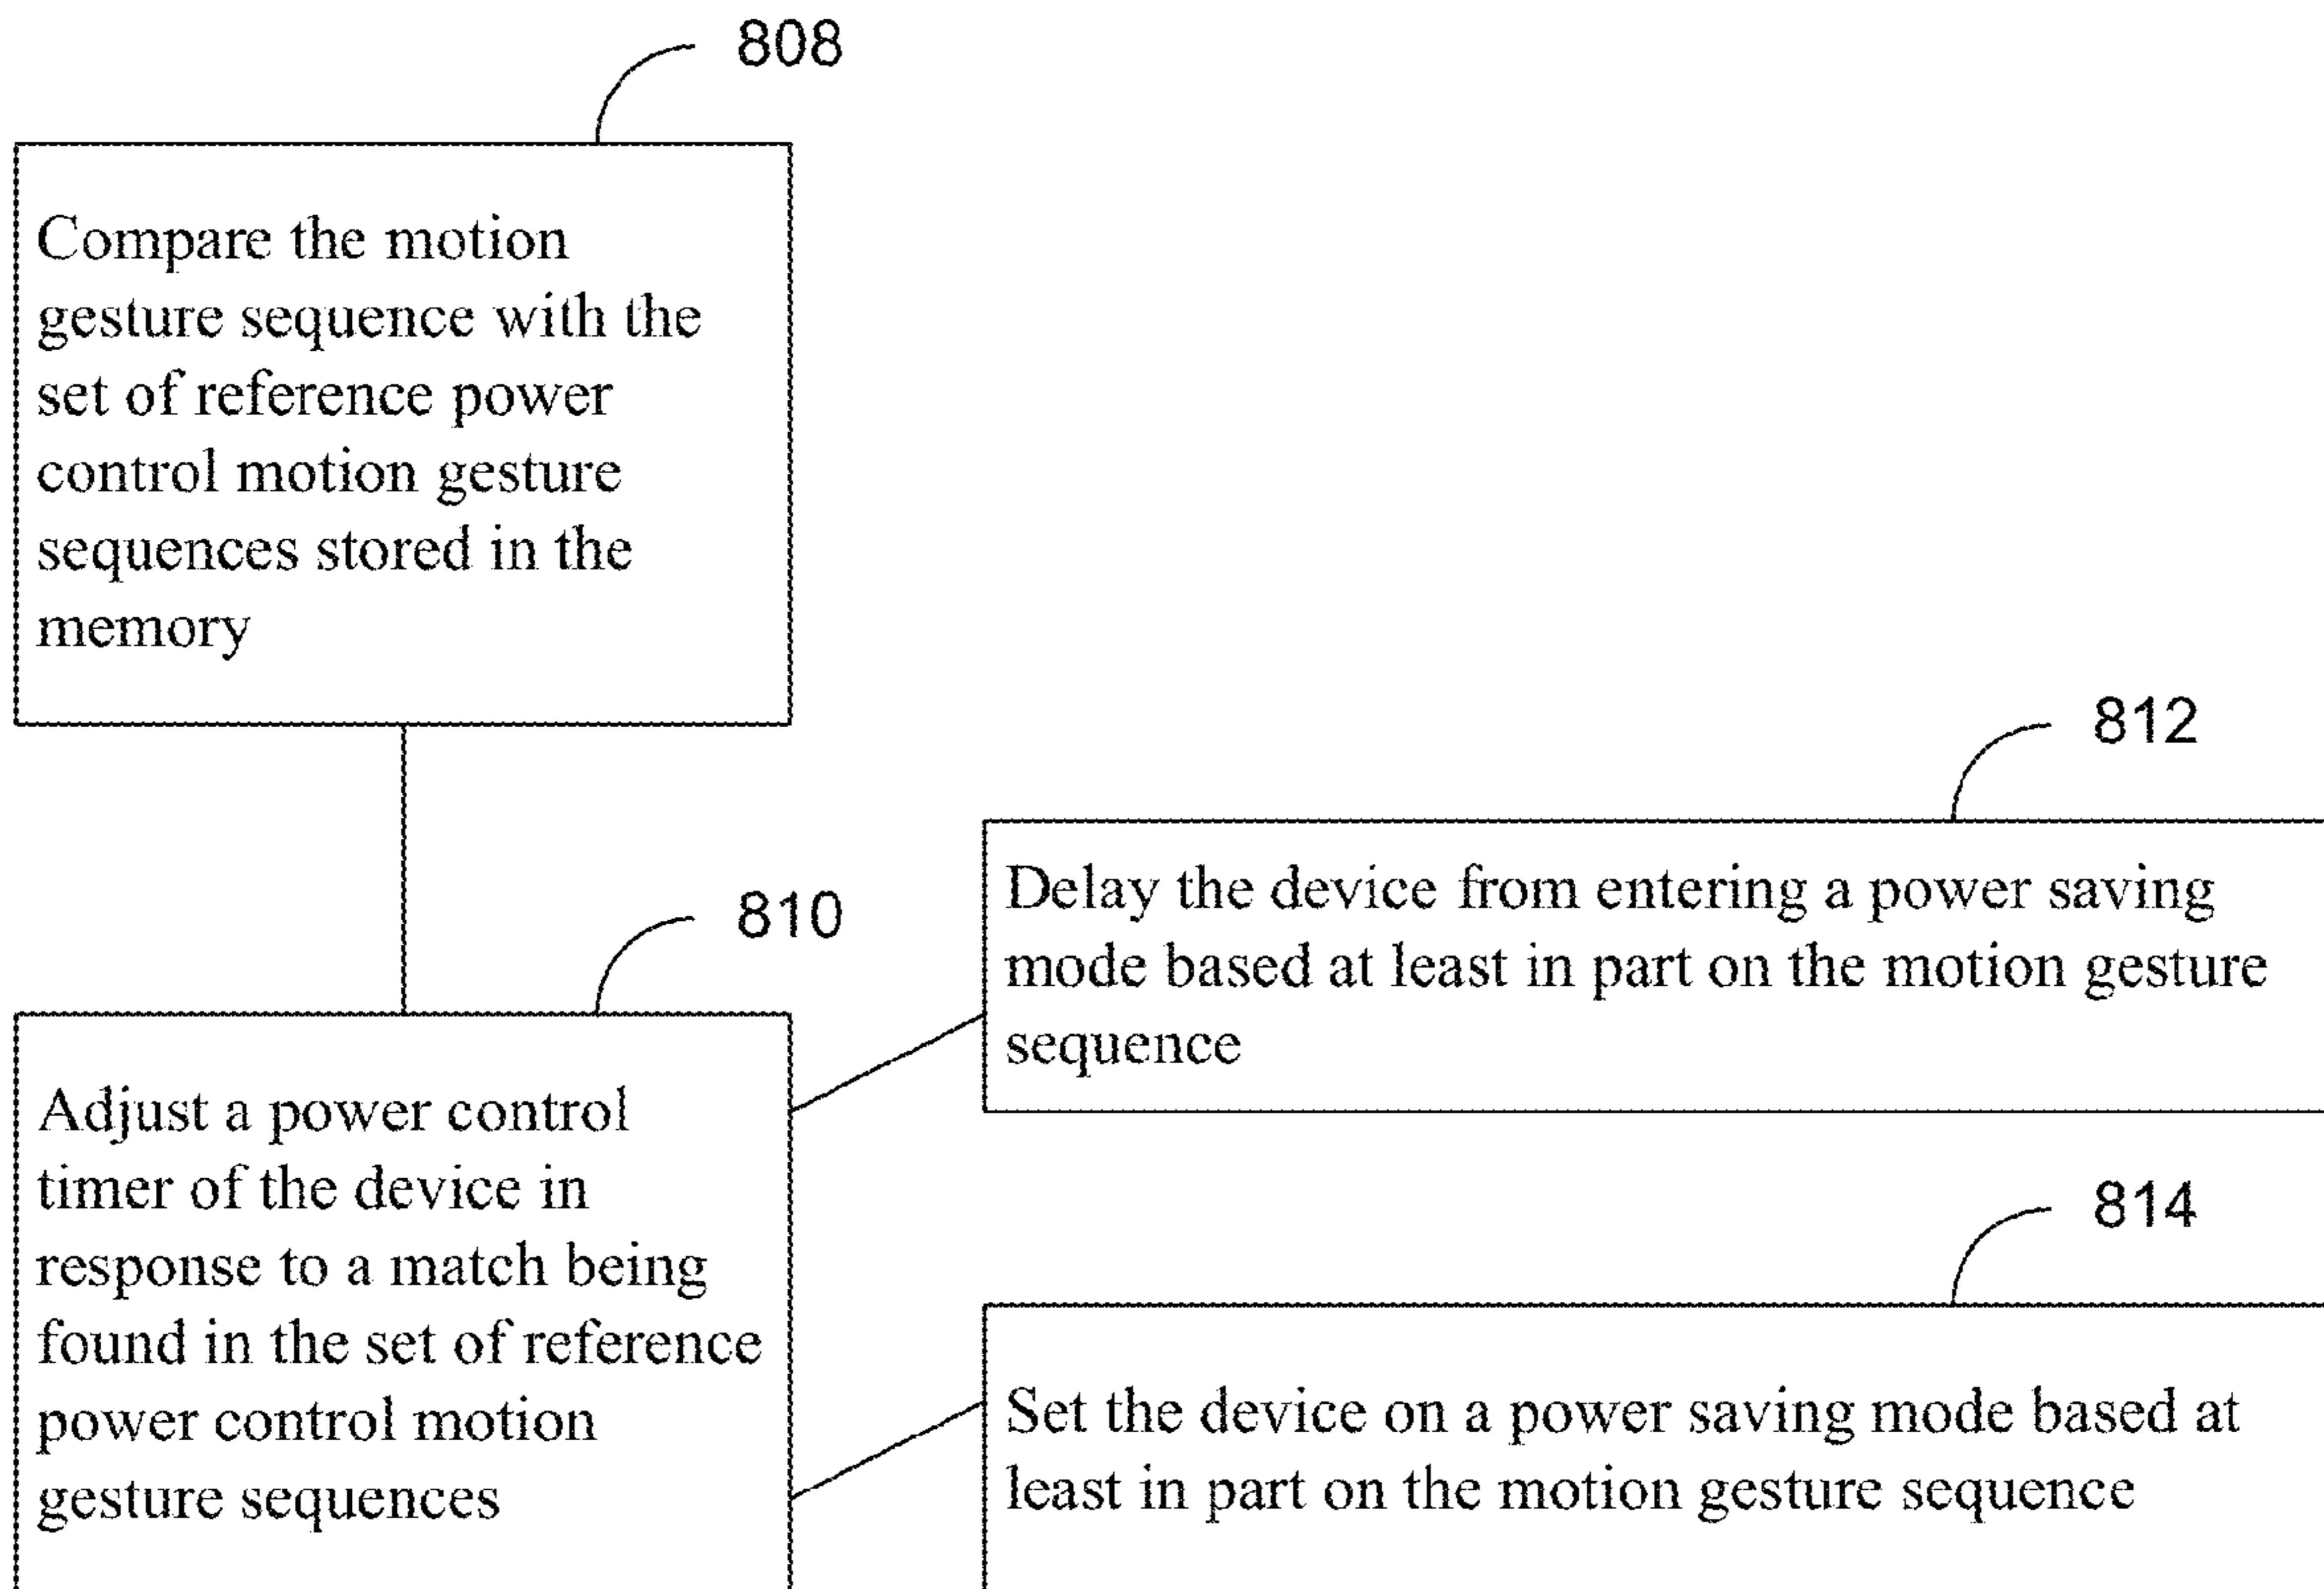 808
Compare the motion
gesture sequence with the
set of reference power
control motion gesture
sequences stored in the
memory
810
Adjust a power control
timer of the device in
response to a match being
found in the set of reference
power control motion
gesture sequences
812
Delay the device from entering a power saving
mode based at least in part on the motion gesture
sequence
814
Set the device on a power saving mode based at
least in part on the motion gesture sequence